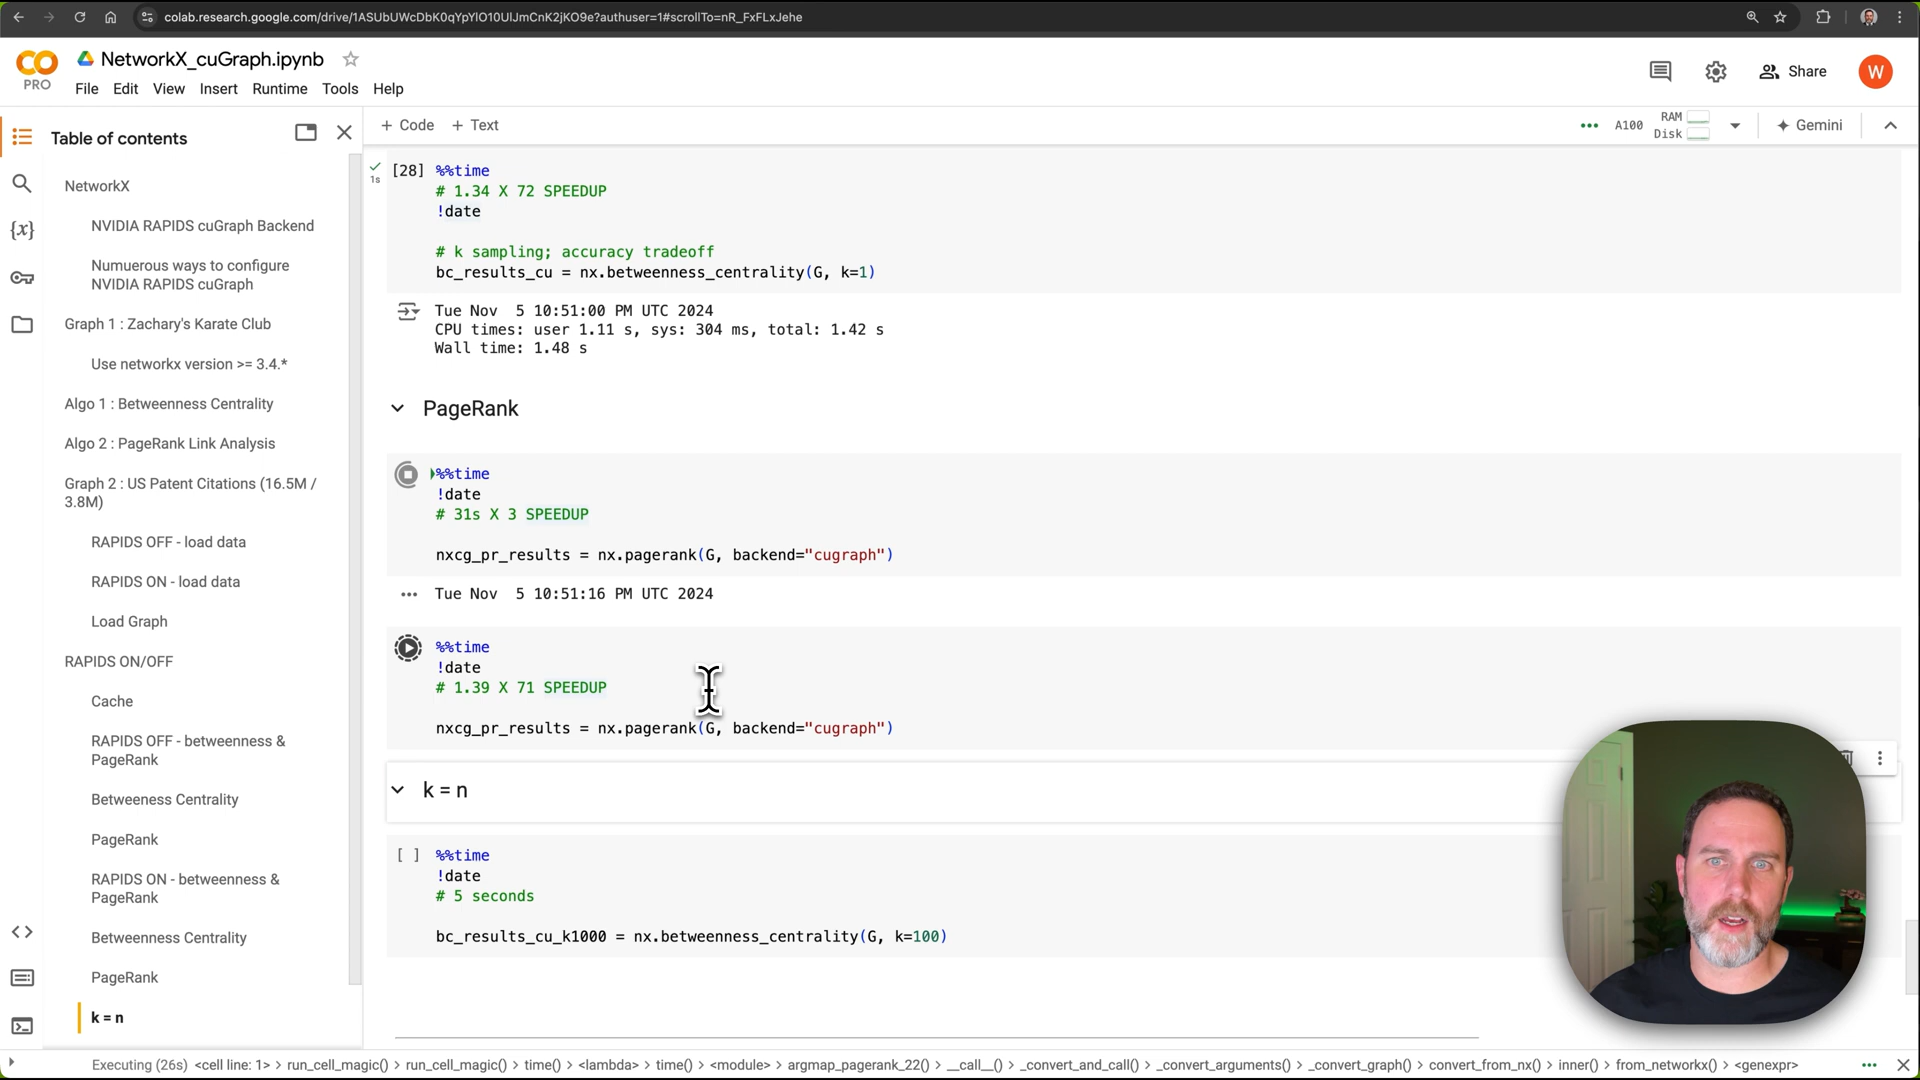 colab.research.google.com/drive/1ASUbUWcDbK0qYpYlO10UlJmCnK2jKO9e?authuser=1#scrollTo=nR_FxFLxJehe
CO
PRO
NetworkX_cuGraph.ipynb
File Edit View Insert Runtime Tools Help
Share
W
Table of contents
+ Code + Text
A100
RAM
Disk
Gemini
NetworkX
NVIDIA RAPIDS cuGraph Backend
Numuerous ways to configure
NVIDIA RAPIDS cuGraph
Graph 1 : Zachary's Karate Club
Use networkx version >= 3.4.*
Algo 1 : Betweenness Centrality
Algo 2 : PageRank Link Analysis
Graph 2 : US Patent Citations (16.5M /
3.8M)
RAPIDS OFF - load data
RAPIDS ON - load data
Load Graph
RAPIDS ON/OFF
Cache
RAPIDS OFF - betweenness &
PageRank
Betweeness Centrality
PageRank
RAPIDS ON - betweenness &
PageRank
Betweenness Centrality
PageRank
k = n
{x}
1s
[28] %%time
# 1.34 X 72 SPEEDUP
!date
# k sampling; accuracy tradeoff
bc_results_cu = nx.betweenness_centrality(G, k=1)
Tue Nov 5 10:51:00 PM UTC 2024
CPU times: user 1.11 s, sys: 304 ms, total: 1.42 s
Wall time: 1.48 s
PageRank
%%time
!date
# 31s X 3 SPEEDUP
nxcg_pr_results = nx.pagerank(G, backend="cugraph")
Tue Nov 5 10:51:16 PM UTC 2024
%%time
!date
# 1.39 X 71 SPEEDUP
nxcg_pr_results = nx.pagerank(G, backend="cugraph")
k = n
[ ] %%time
!date
# 5 seconds
bc_results_cu_k1000 = nx.betweenness_centrality(G, k=100)
Executing (26s) <cell line: 1> > run_cell_magic() > run_cell_magic() > time() > <lambda> > time() > <module> > argmap_pagerank_22() > __call__() > _convert_and_call() > _convert_arguments() > _convert_graph() > convert_from_nx() > inner() > from_networkx() > <genexpr>